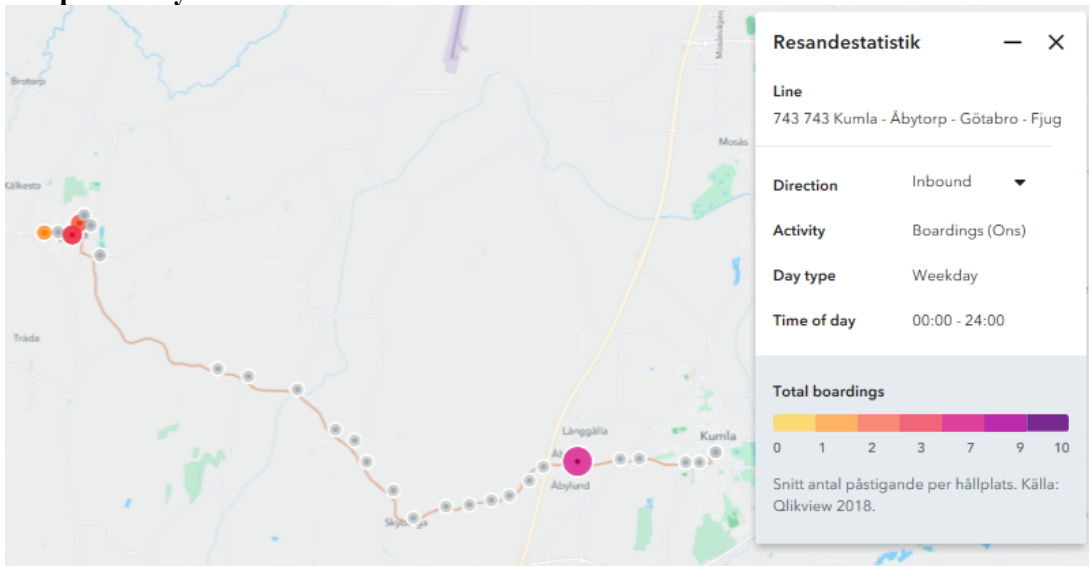 Brotorp
Mosåsvägen
Resandestatistik
Line
743 743 Kumla - Åbytorp - Götabro - Fjug
Mosås
Kälkesta
Direction Inbound
Activity Boardings (Ons)
Day type Weekday
Time of day 00:00 - 24:00
Träda
Total boardings
0 1 2 3 7 9 10
Snitt antal påstigande per hållplats. Källa:
Qlikview 2018.
Långgälla
Kumla
Åbylund